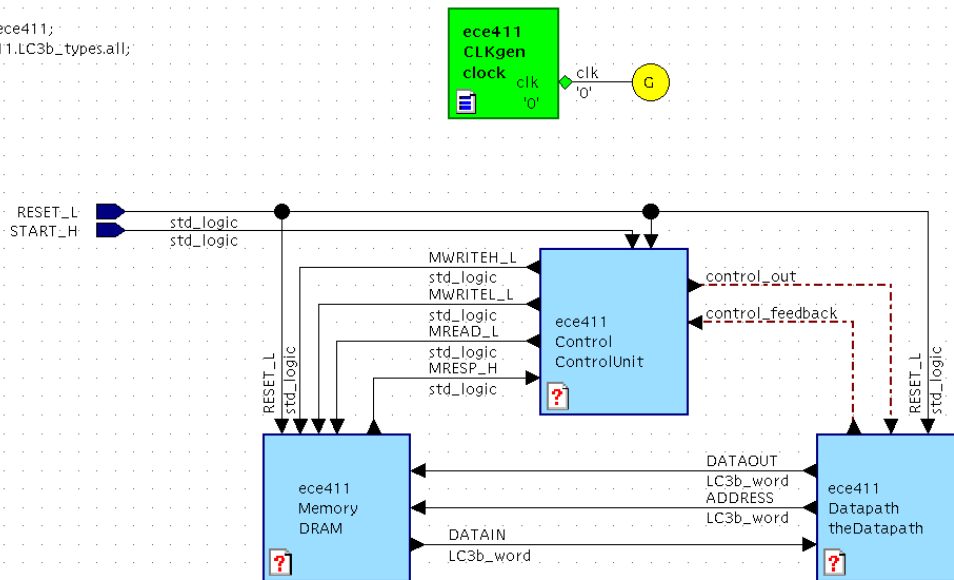 ece411;
11.LC3b_types.all;
ece411
CLKgen
clock
clk
'0'
clk
'0'
G
RESET_L
START_H
std_logic
std_logic
MWRITEH_L
std_logic
MWRITEL_L
std_logic
MREAD_L
std_logic
MRESP_H
std_logic
ece411
Control
ControlUnit
?
control_out
control_feedback
RESET_L
std_logic
RESET_L
std_logic
ece411
Memory
DRAM
?
DATAOUT
LC3b_word
ADDRESS
LC3b_word
DATAIN
LC3b_word
ece411
Datapath
theDatapath
?